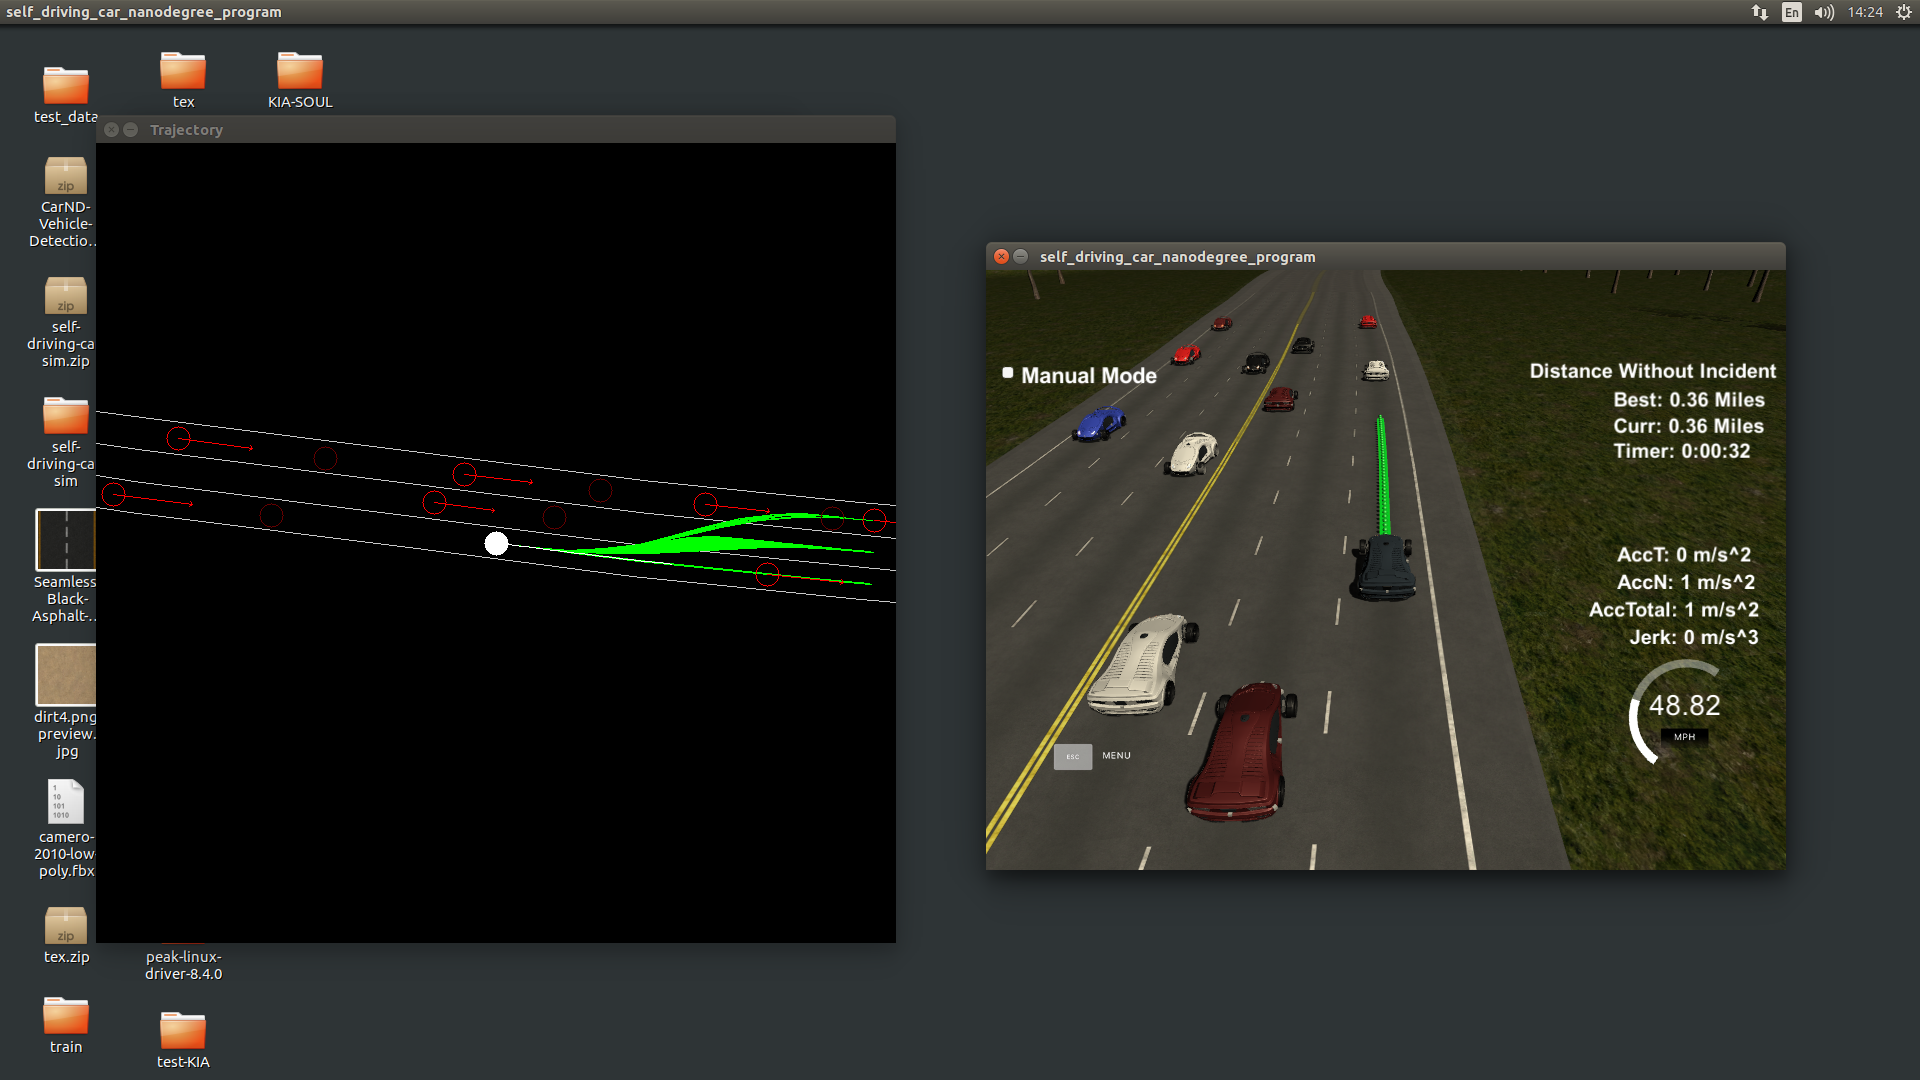 self_driving_car_nanodegree_program
En
14:24
test_data
tex
KIA-SOUL
zip
CarND-
Vehicle-
Detectio...
zip
self-
driving-ca
sim.zip
self-
driving-ca
sim
Seamless
Black-
Asphalt-...
dirt4.png
preview.
jpg
1
10
101
1010
camero-
2010-low
poly.fbx
zip
tex.zip
peak-linux-
driver-8.4.0
train
test-KIA
Trajectory
self_driving_car_nanodegree_program
Manual Mode
Distance Without Incident
Best: 0.36 Miles
Curr: 0.36 Miles
Timer: 0:00:32
AccT: 0 m/s^2
AccN: 1 m/s^2
AccTotal: 1 m/s^2
Jerk: 0 m/s^3
48.82
MPH
ESC
MENU